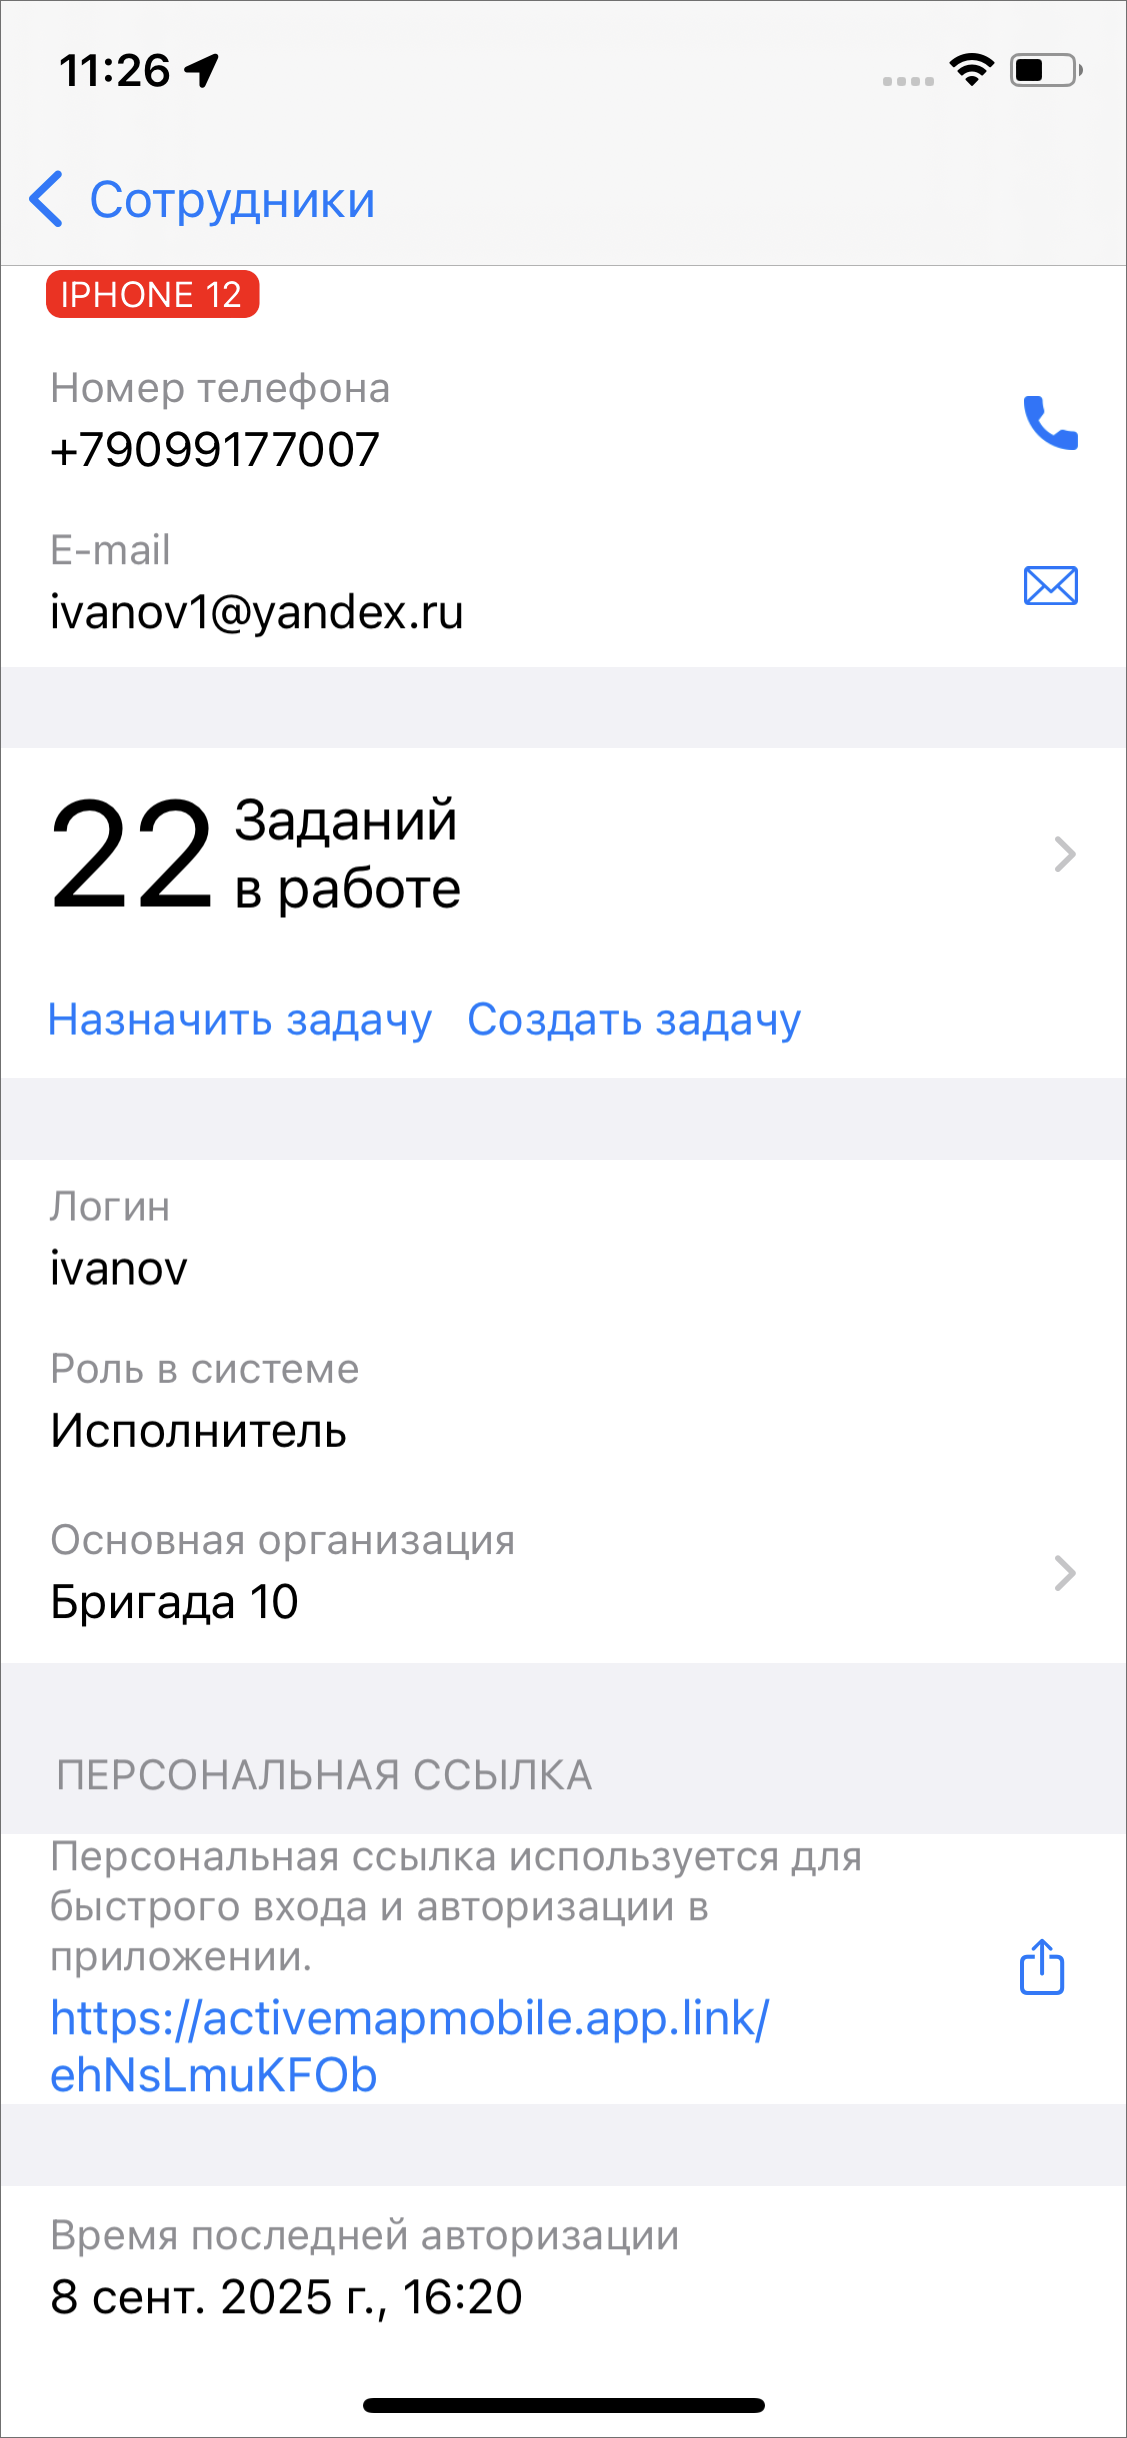 11:26
Сотрудники
IPHONE 12
Номер телефона
+79099177007
E-mail
ivanov1@yandex.ru
22 Заданий
в работе
Назначить задачу Создать задачу
Логин
ivanov
Роль в системе
Исполнитель
Основная организация
Бригада 10
ПЕРСОНАЛЬНАЯ ССЫЛКА
Персональная ссылка используется для
быстрого входа и авторизации в
приложении.
https://activemapmobile.app.link/
ehNsLmuKFOb
Время последней авторизации
8 сент. 2025 г., 16:20